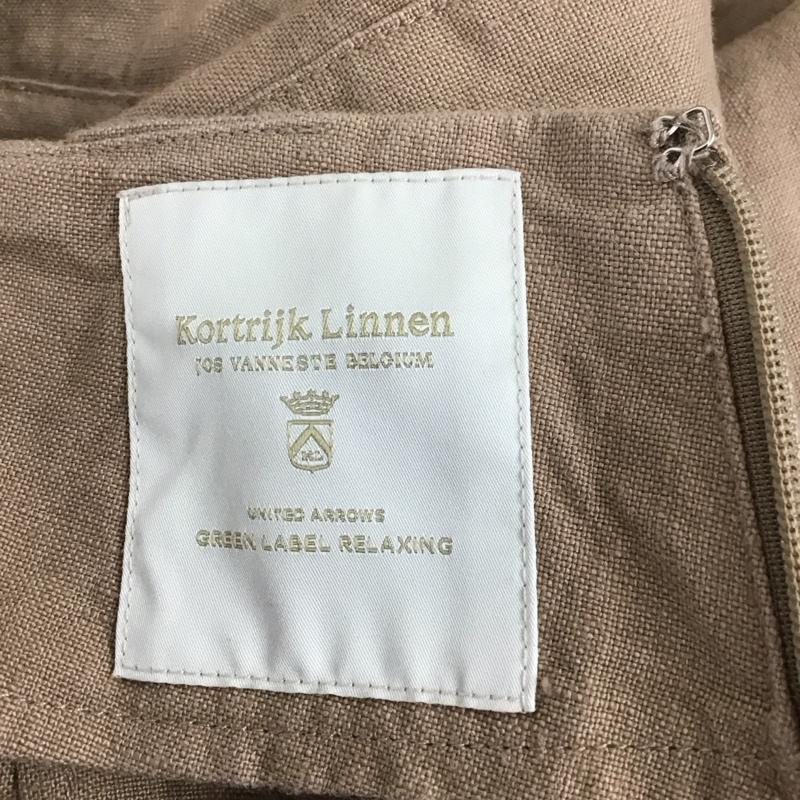 Kortrijk Linnen
JOS VANNESTE BELGIUM
UNITED ARROWS
GREEN LABEL RELAXING